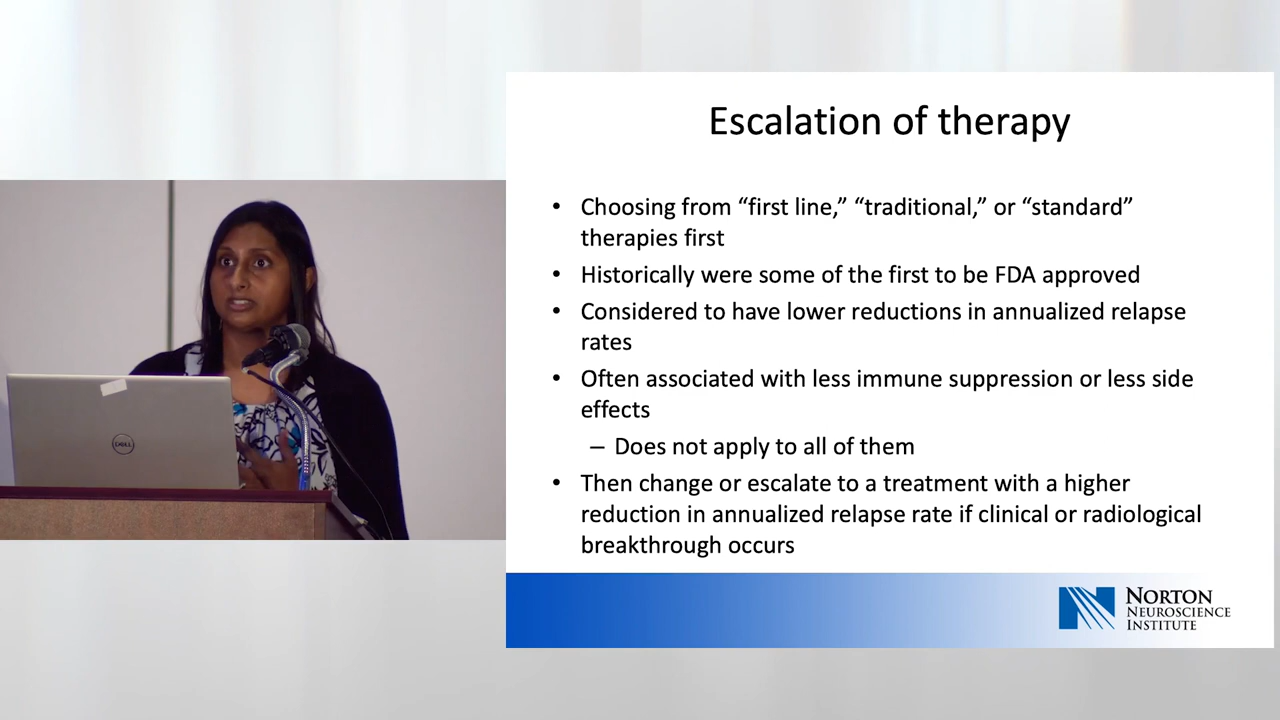 Escalation of therapy
• Choosing from “first line,” “traditional,” or “standard”
therapies first
• Historically were some of the first to be FDA approved
• Considered to have lower reductions in annualized relapse
rates
• Often associated with less immune suppression or less side
effects
– Does not apply to all of them
• Then change or escalate to a treatment with a higher
reduction in annualized relapse rate if clinical or radiological
breakthrough occurs
NORTON
NEUROSCIENCE
INSTITUTE
DELL